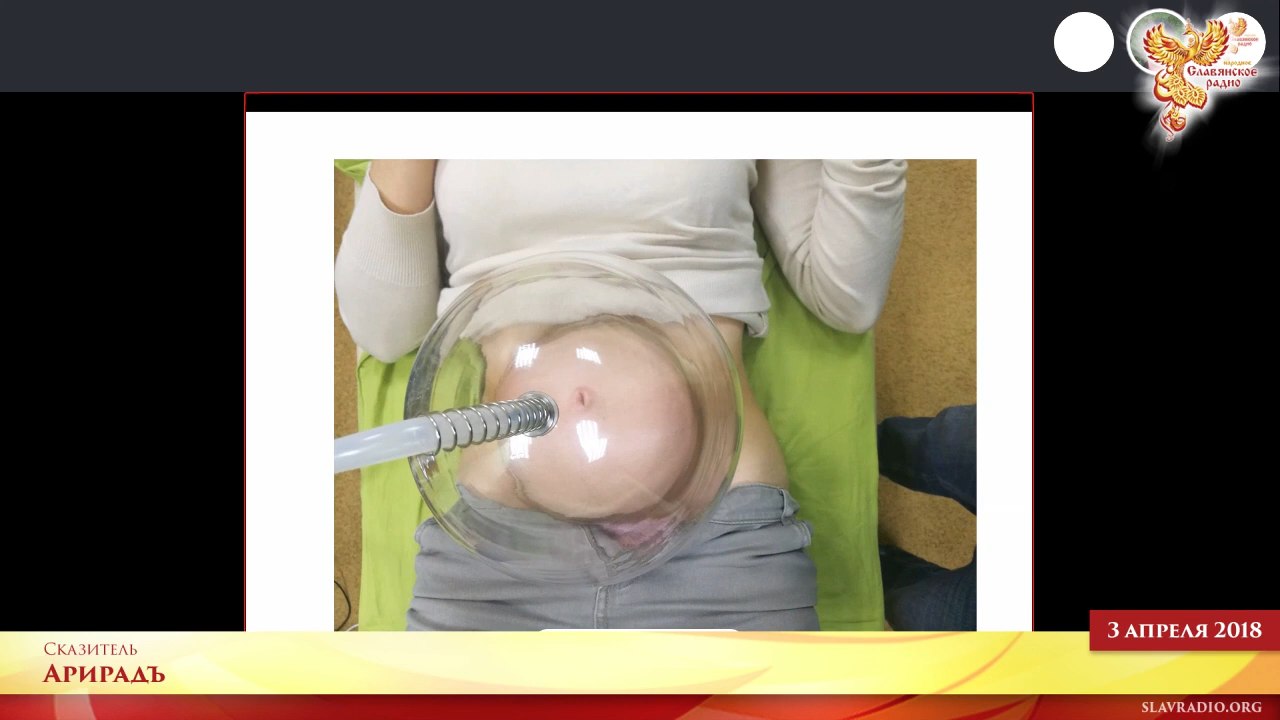 народное
Славянское
радио
3 апреля 2018
Сказитель
Арирадъ
SLAVRADIO.ORG